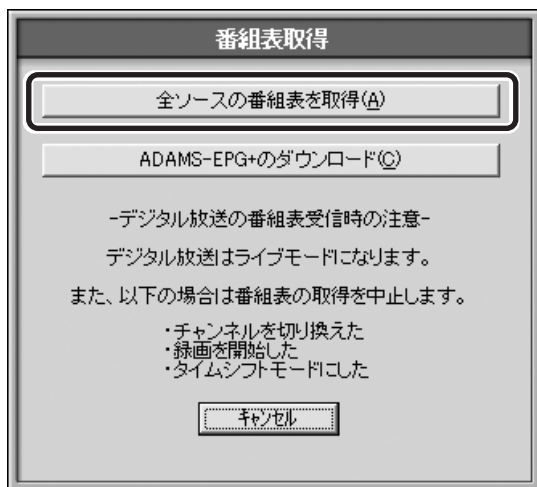 番組表取得
全ソースの番組表を取得(A)
ADAMS-EPG+のダウンロード(C)
-デジタル放送の番組表受信時の注意-
デジタル放送はライブモードになります。
また、以下の場合は番組表の取得を中止します。
・チャンネルを切り換えた
・録画を開始した
・タイムシフトモードにした
キャンセル